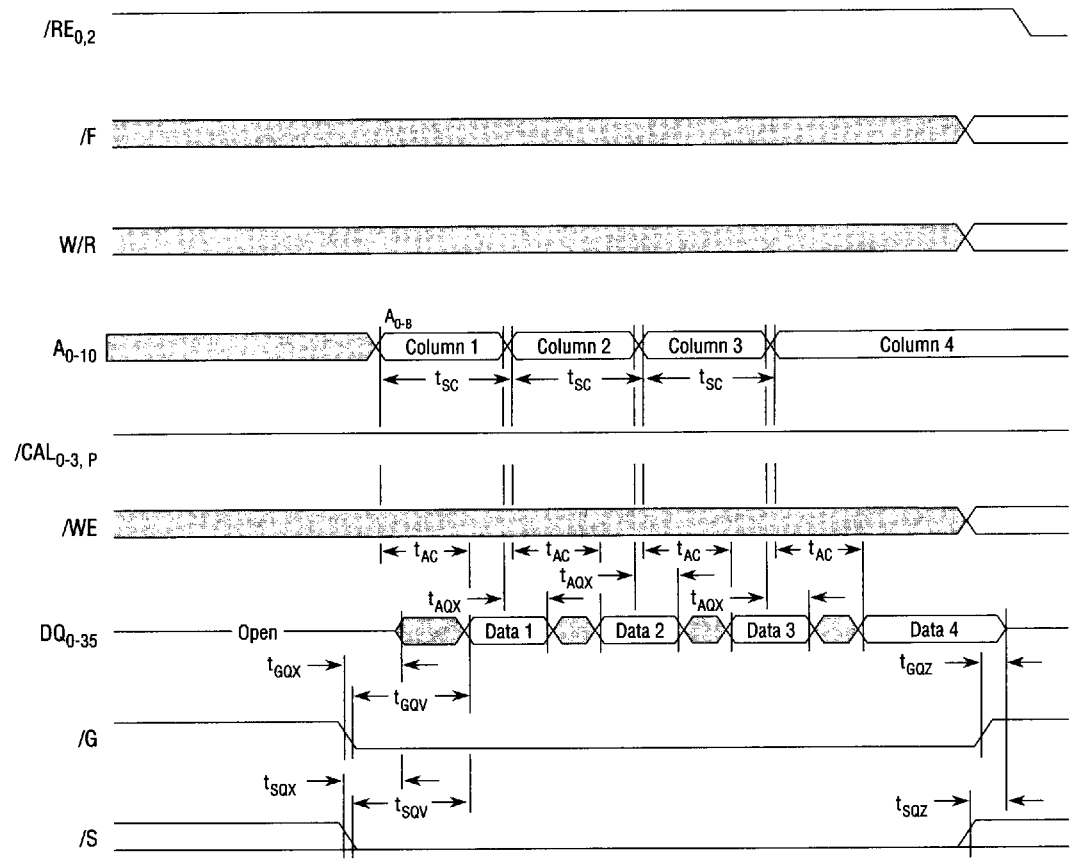 /RE0,2
/F
W/R
A0-8
A0-10 Column 1 Column 2 Column 3 Column 4
tSC tSC tSC
/CAL0-3, P
/WE
tAC tAC tAC tAC
tAQX tAQX tAQX
DQ0-35 Open Data 1 Data 2 Data 3 Data 4
tGQX tGQV tGQZ
/G
tSQX tSQV tSQZ
/S